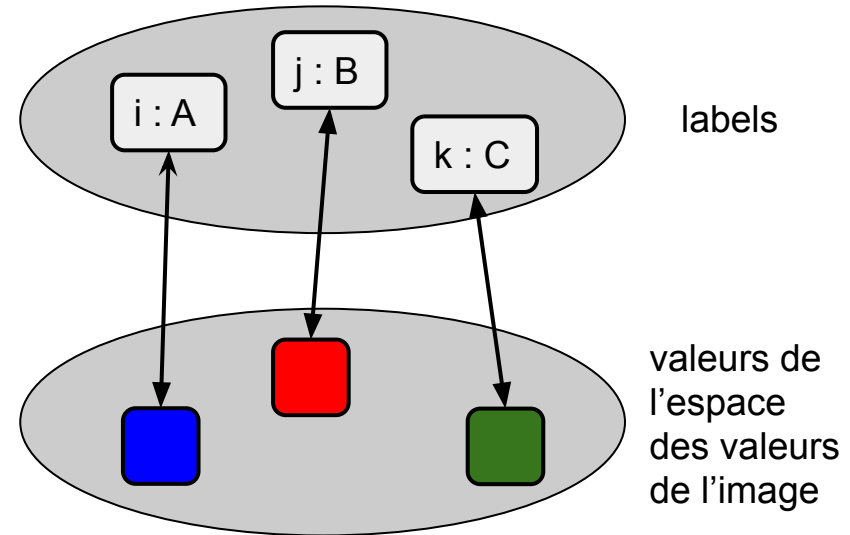 i : A
j : B
k : C
labels
valeurs de
l’espace
des valeurs
de l’image